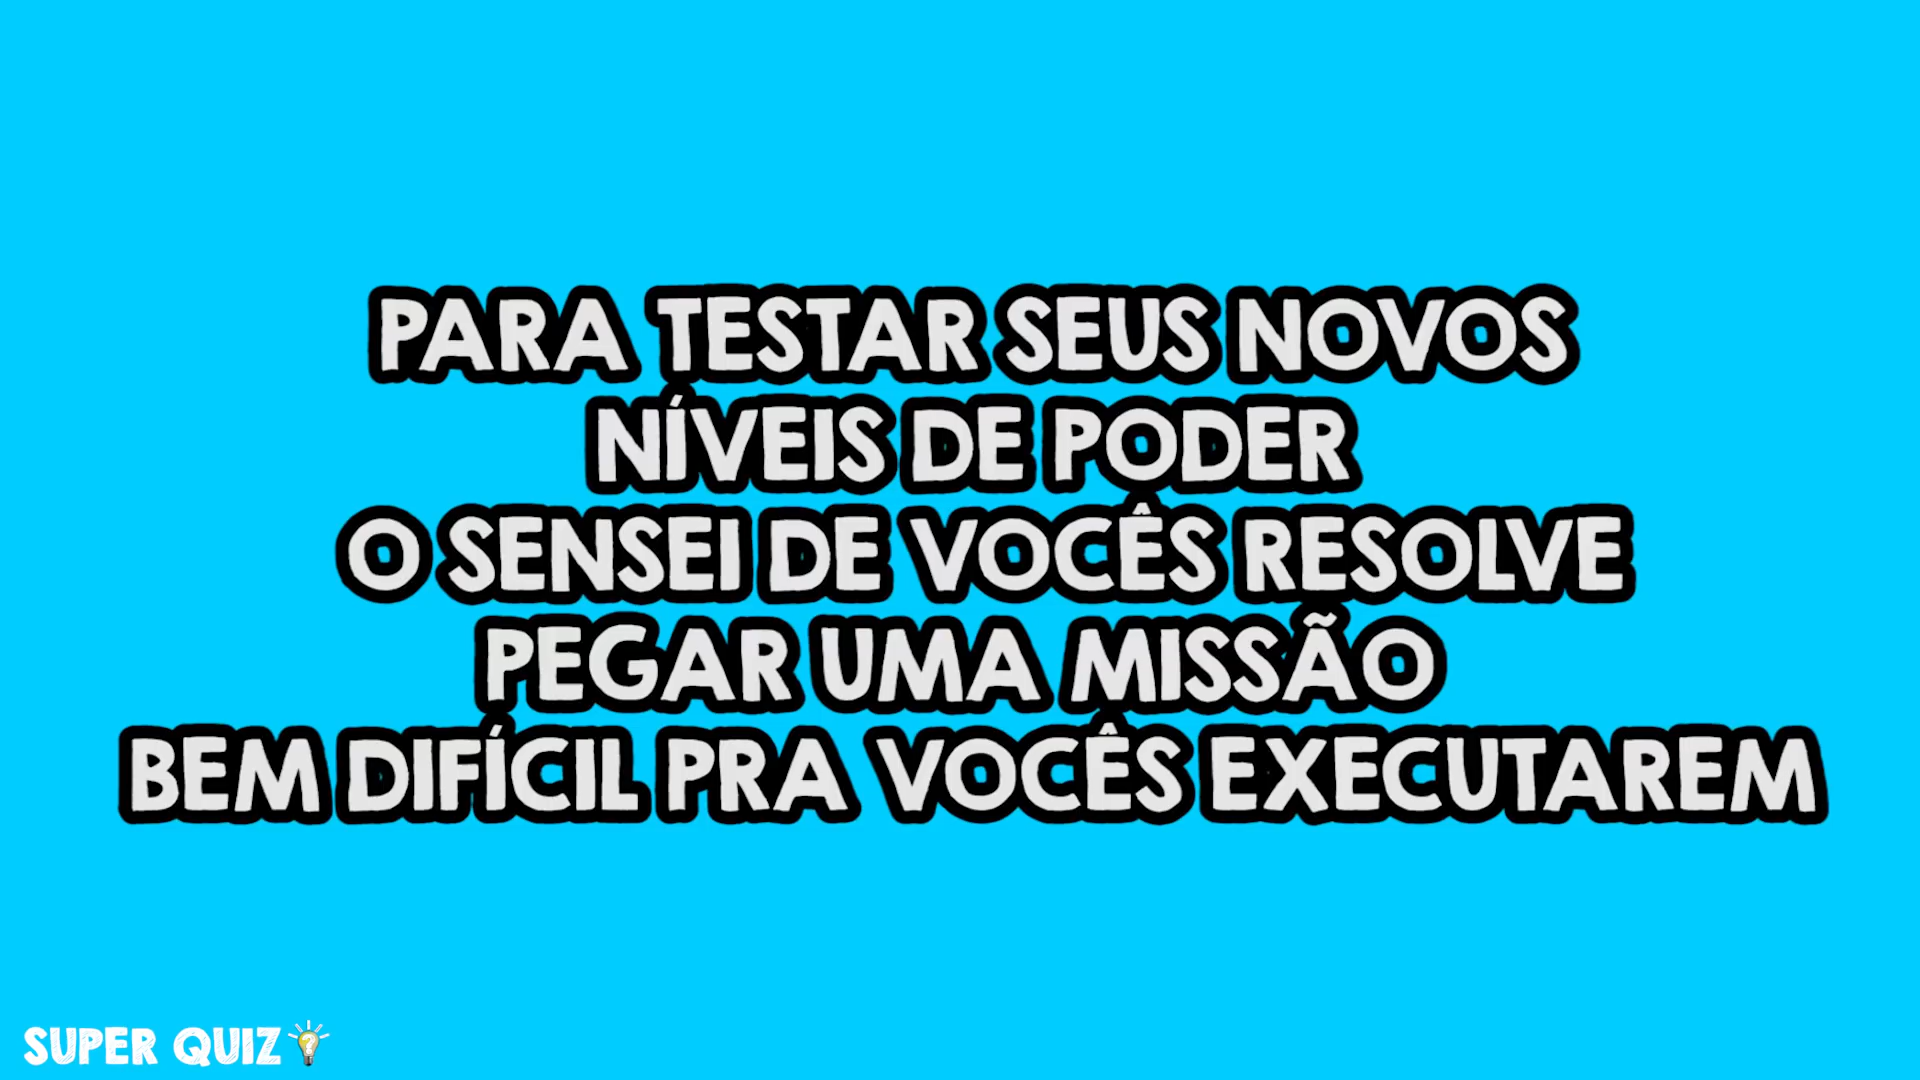 PARA TESTAR SEUS NOVOS
NÍVEIS DE PODER
O SENSEI DE VOCÊS RESOLVE
PEGAR UMA MISSÃO
BEM DIFÍCIL PRA VOCÊS EXECUTAREM
SUPER QUIZ